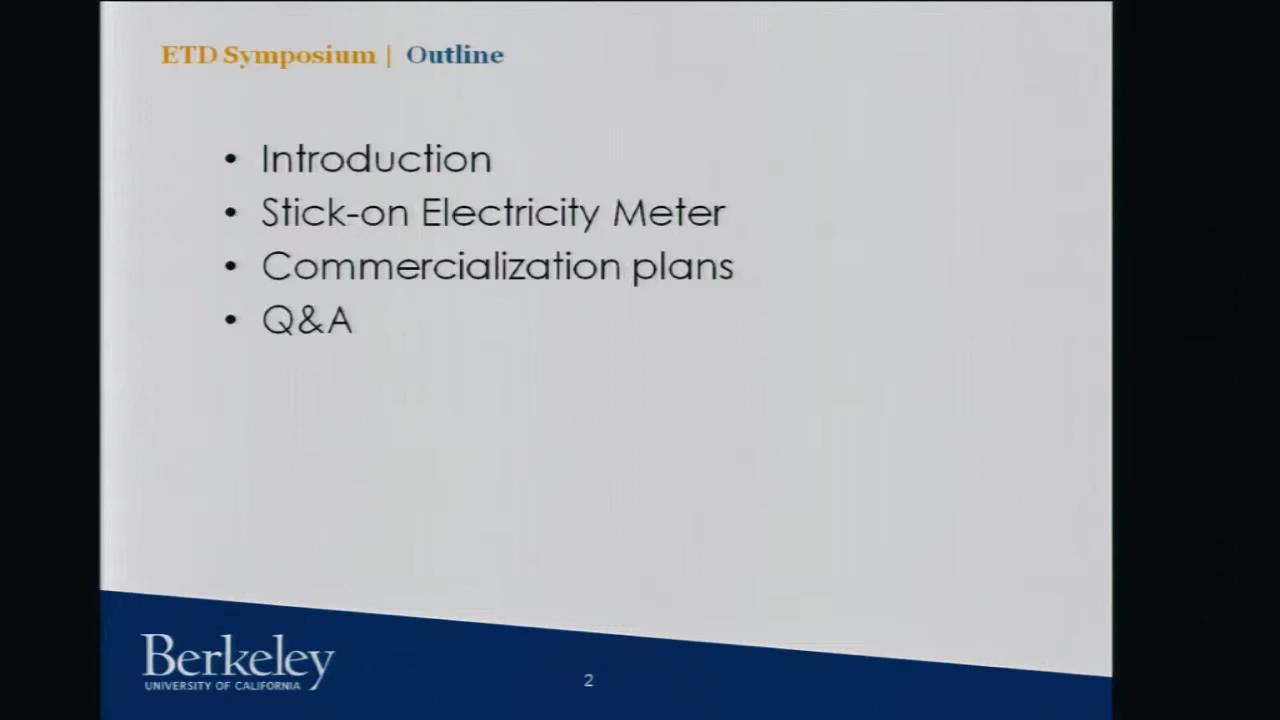 ETD Symposium | Outline
• Introduction
• Stick-on Electricity Meter
• Commercialization plans
• Q&A
Berkeley
UNIVERSITY OF CALIFORNIA
2